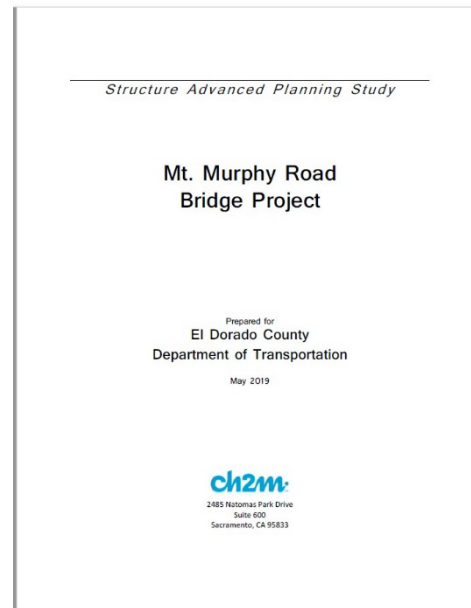 Structure Advanced Planning Study
Mt. Murphy Road
Bridge Project
Prepared for
El Dorado County
Department of Transportation
May 2019
ch2m:
2485 Natomas Park Drive
Suite 600
Sacramento, CA 95833